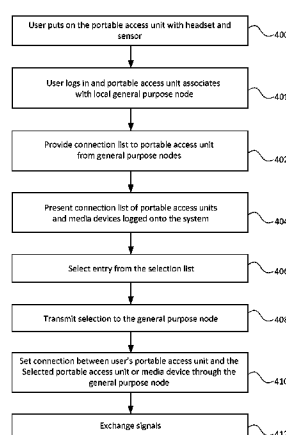 User puts on the portable access unit with headset and
sensor
400
User logs in and portable access unit associates
with local general purpose node
401
Provide connection list to portable access unit
from general purpose nodes
402
Present connection list of portable access units
and media devices logged onto the system
404
Select entry from the selection list
406
Transmit selection to the general purpose node
408
Set connection between user's portable access unit and the
Selected portable access unit or media device through the
general purpose node
410
Exchange signals
412